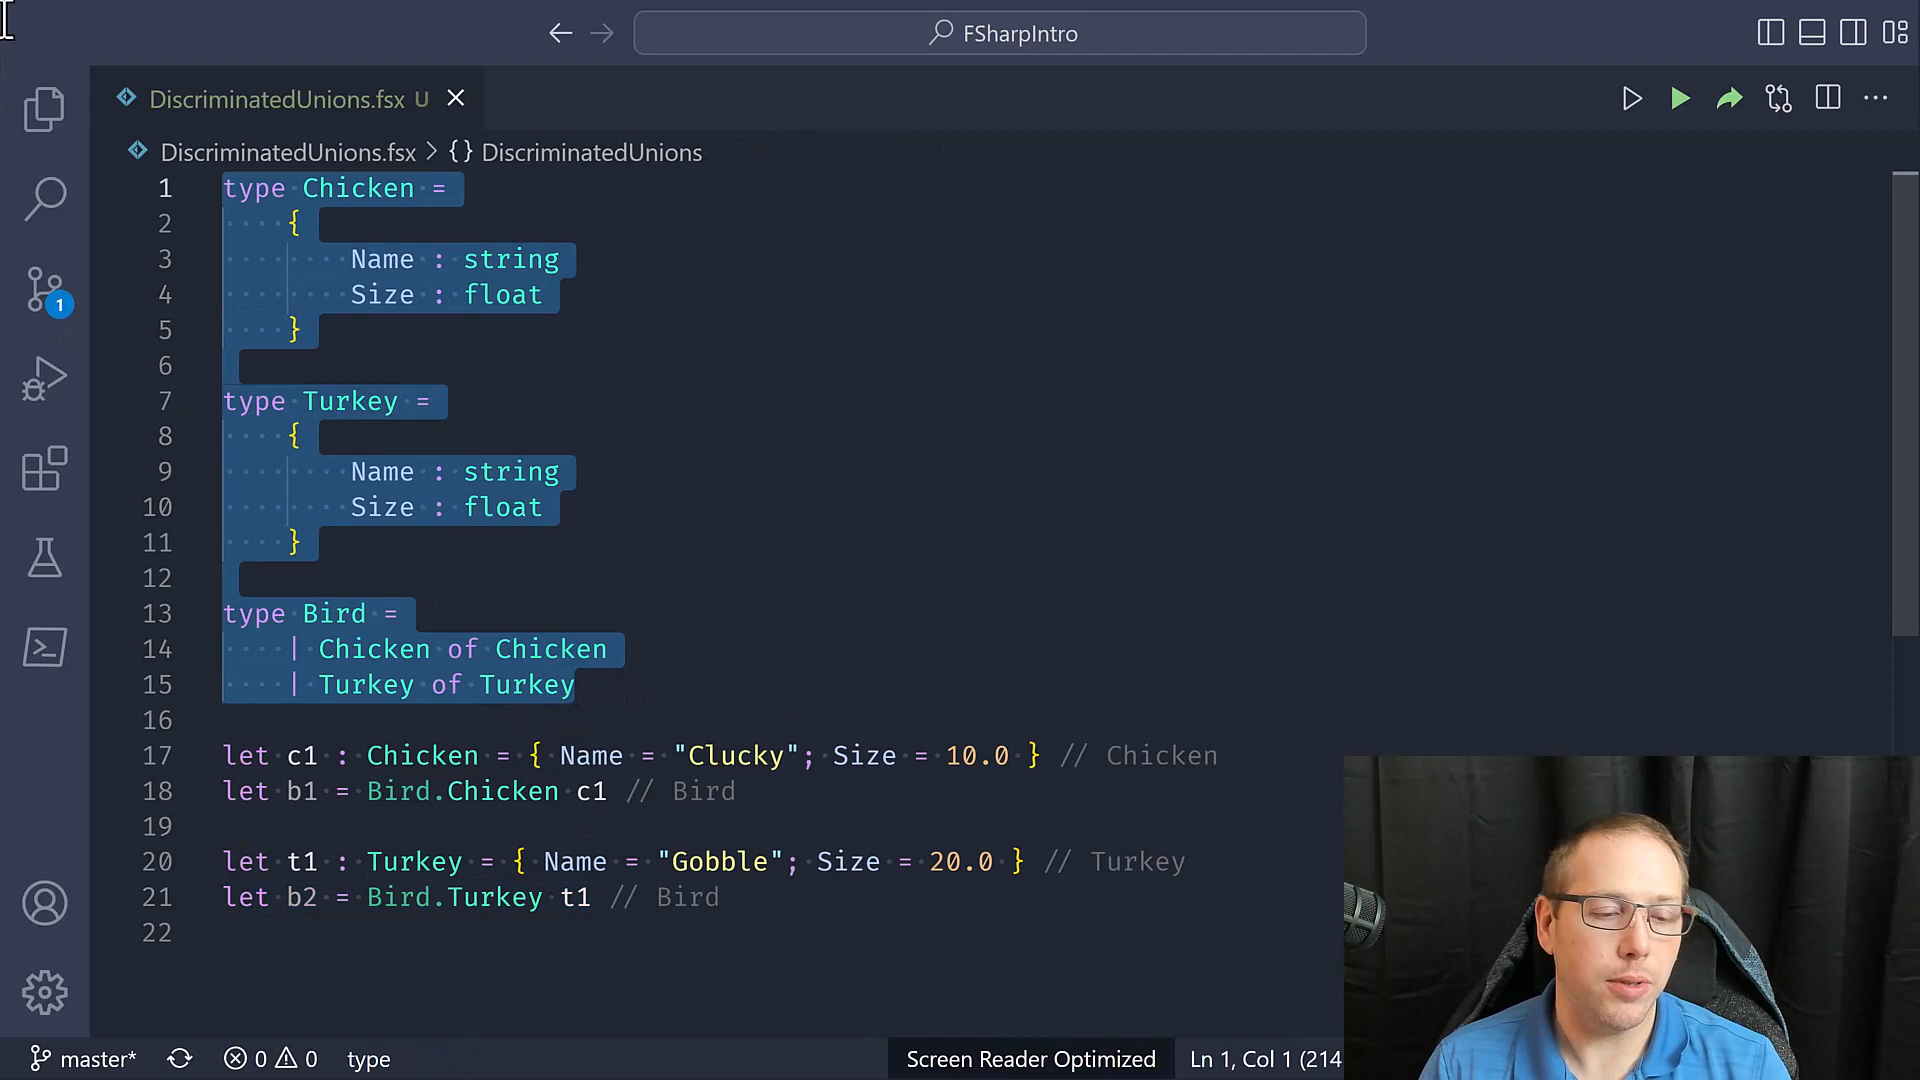 FSharpIntro
DiscriminatedUnions.fsx U
DiscriminatedUnions.fsx > {} DiscriminatedUnions
1 type Chicken =
2 {
3 Name : string
4 Size : float
5 }
6
7 type Turkey =
8 {
9 Name : string
10 Size : float
11 }
12
13 type Bird =
14 | Chicken of Chicken
15 | Turkey of Turkey
16
17 let c1 : Chicken = { Name = "Clucky"; Size = 10.0 } // Chicken
18 let b1 = Bird.Chicken c1 // Bird
19
20 let t1 : Turkey = { Name = "Gobble"; Size = 20.0 } // Turkey
21 let b2 = Bird.Turkey t1 // Bird
22
1
master* 0 0 type Screen Reader Optimized Ln 1, Col 1 (214